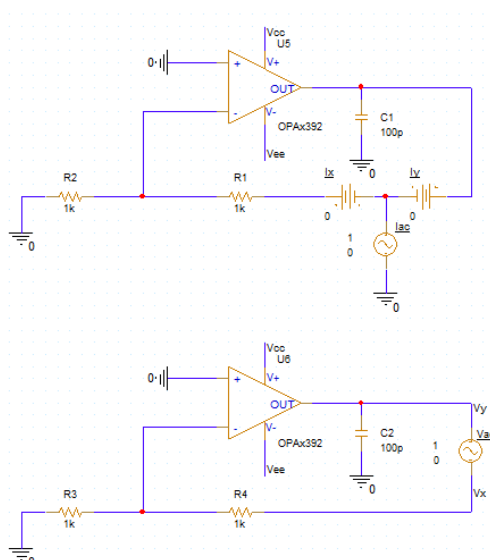 Vcc
U5
0
+
V+
OUT
-
V-
OPAx392
C1
100p
Vee
0
R2
1k
R1
1k
Ix
0
Iy
0
Iac
1
0
0
0
Vcc
U6
0
+
V+
OUT
-
V-
OPAx392
C2
100p
Vee
0
Vy
1
0
Vx
R3
1k
R4
1k
0